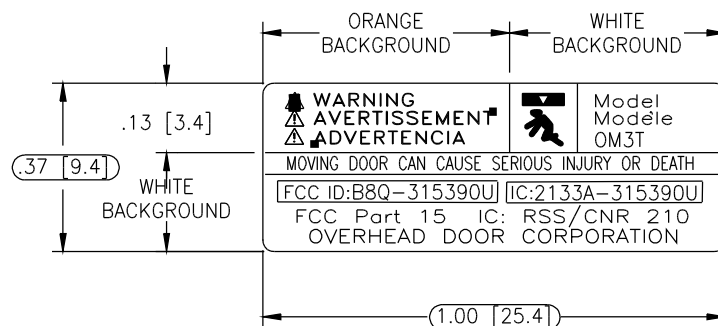 ORANGE
BACKGROUND
WHITE
BACKGROUND
.13 [3.4]
.37 [9.4]
WHITE
BACKGROUND
WARNING
AVERTISSEMENT
ADVERTENCIA
Model
Modèle
OM3T
MOVING DOOR CAN CAUSE SERIOUS INJURY OR DEATH
FCC ID:B8Q-315390U IC:2133A-315390U
FCC Part 15 IC: RSS/CNR 210
OVERHEAD DOOR CORPORATION
1.00 [25.4]